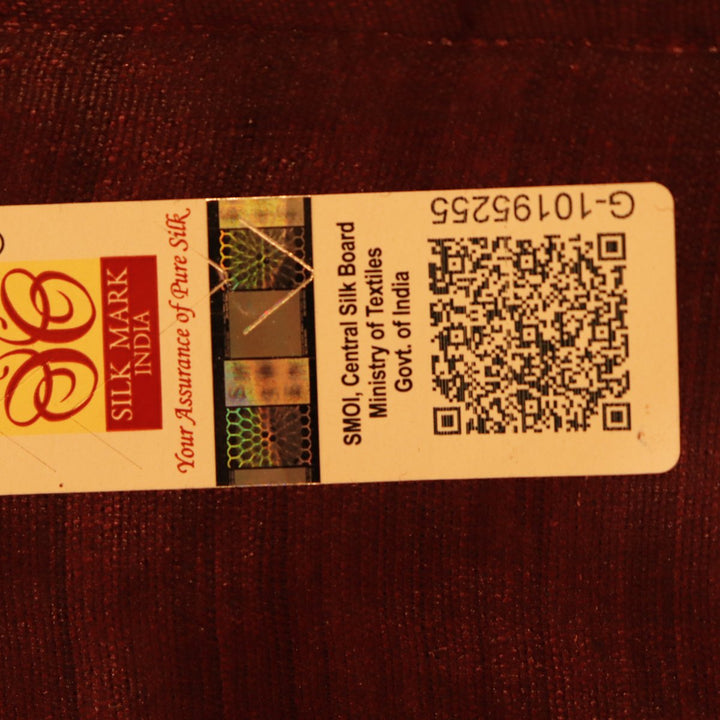 SILK MARK
INDIA
Your Assurance of Pure Silk
SMOI, Central Silk Board
Ministry of Textiles
Govt. of India
G-10195255